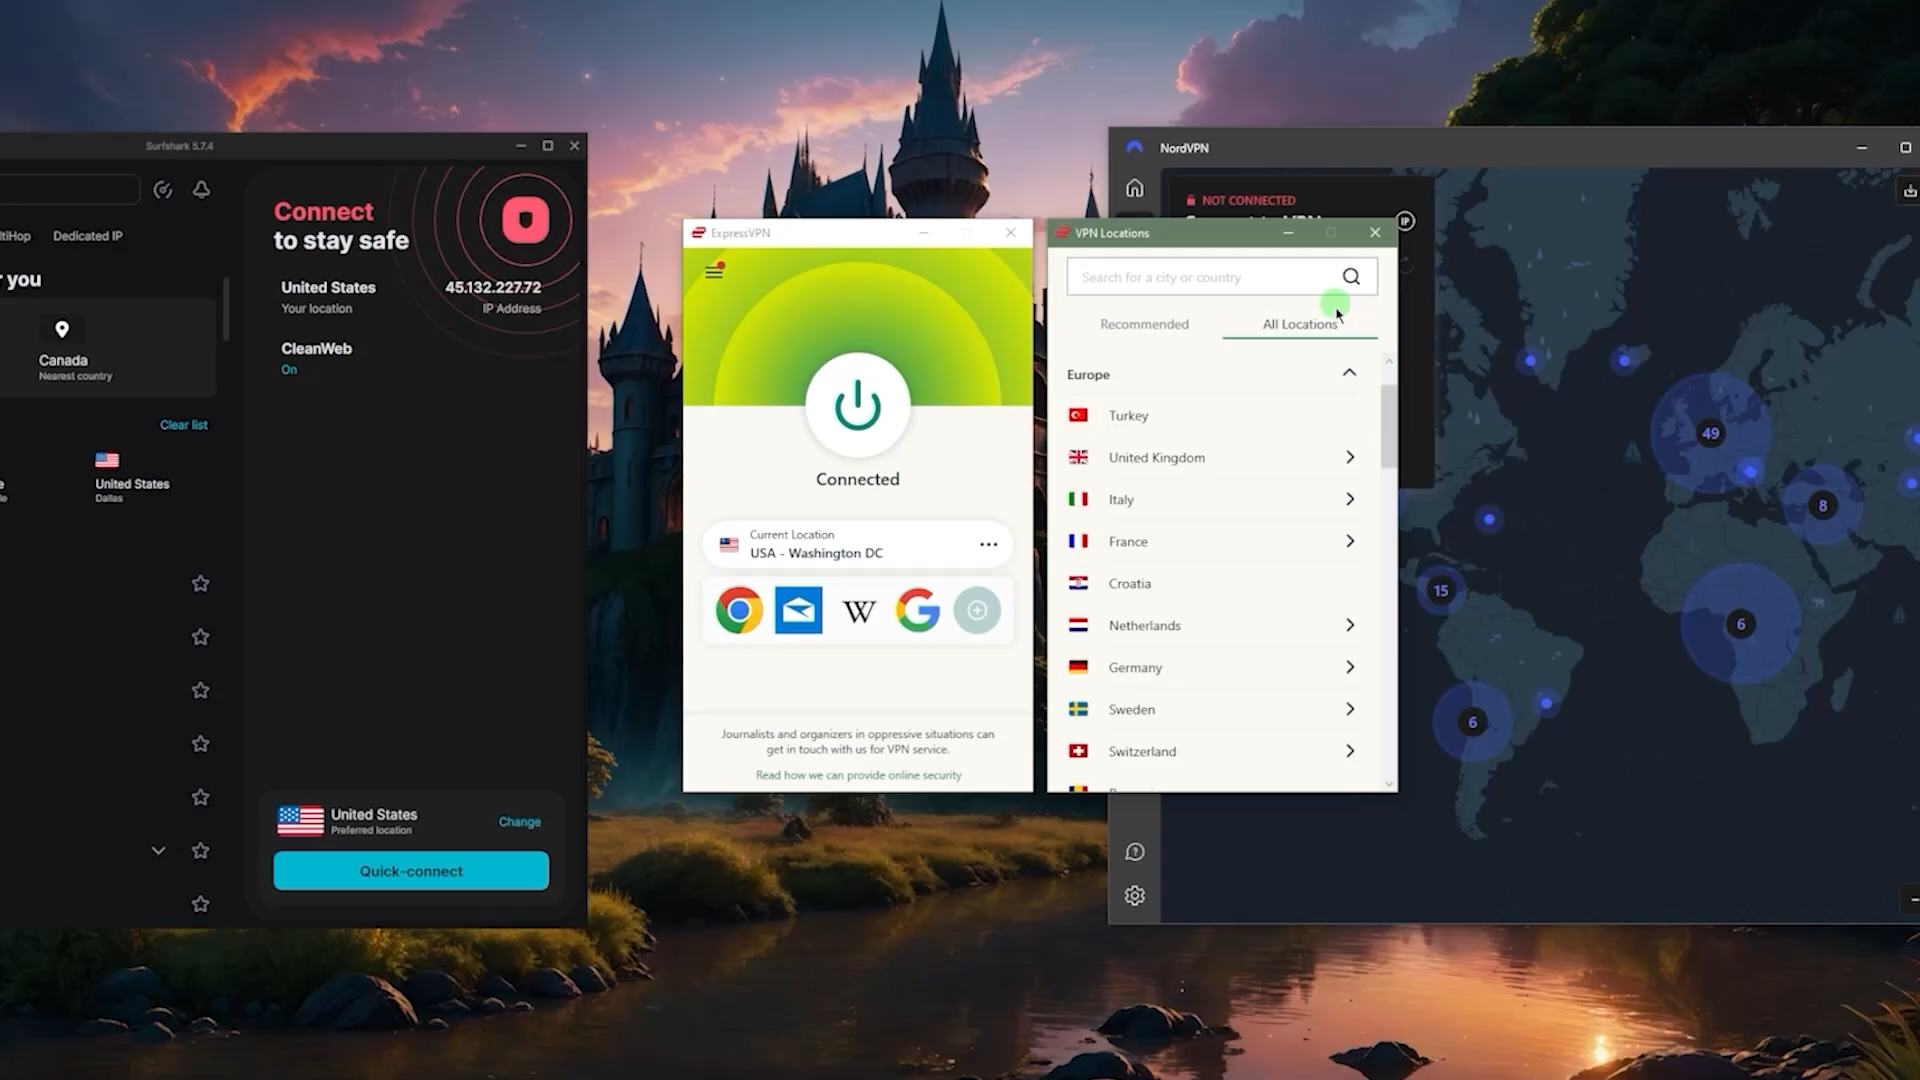 Surfshark 5.7.4
Dedicated IP
you
Canada
Nearest country
Clear list
United States
Dallas
Connect
to stay safe
United States
45.132.227.72
Your location
IP Address
CleanWeb
On
United States
Preferred location
Change
Quick-connect
ExpressVPN
Connected
Current Location
USA - Washington DC
W
G
Journalists and organizers in oppressive situations can
get in touch with us for VPN service.
Read how we can provide online security
VPN Locations
Search for a city or country
Recommended
All Locations
Europe
Turkey
United Kingdom
Italy
France
Croatia
Netherlands
Germany
Sweden
Switzerland
NordVPN
NOT CONNECTED
IP
49
8
15
6
6